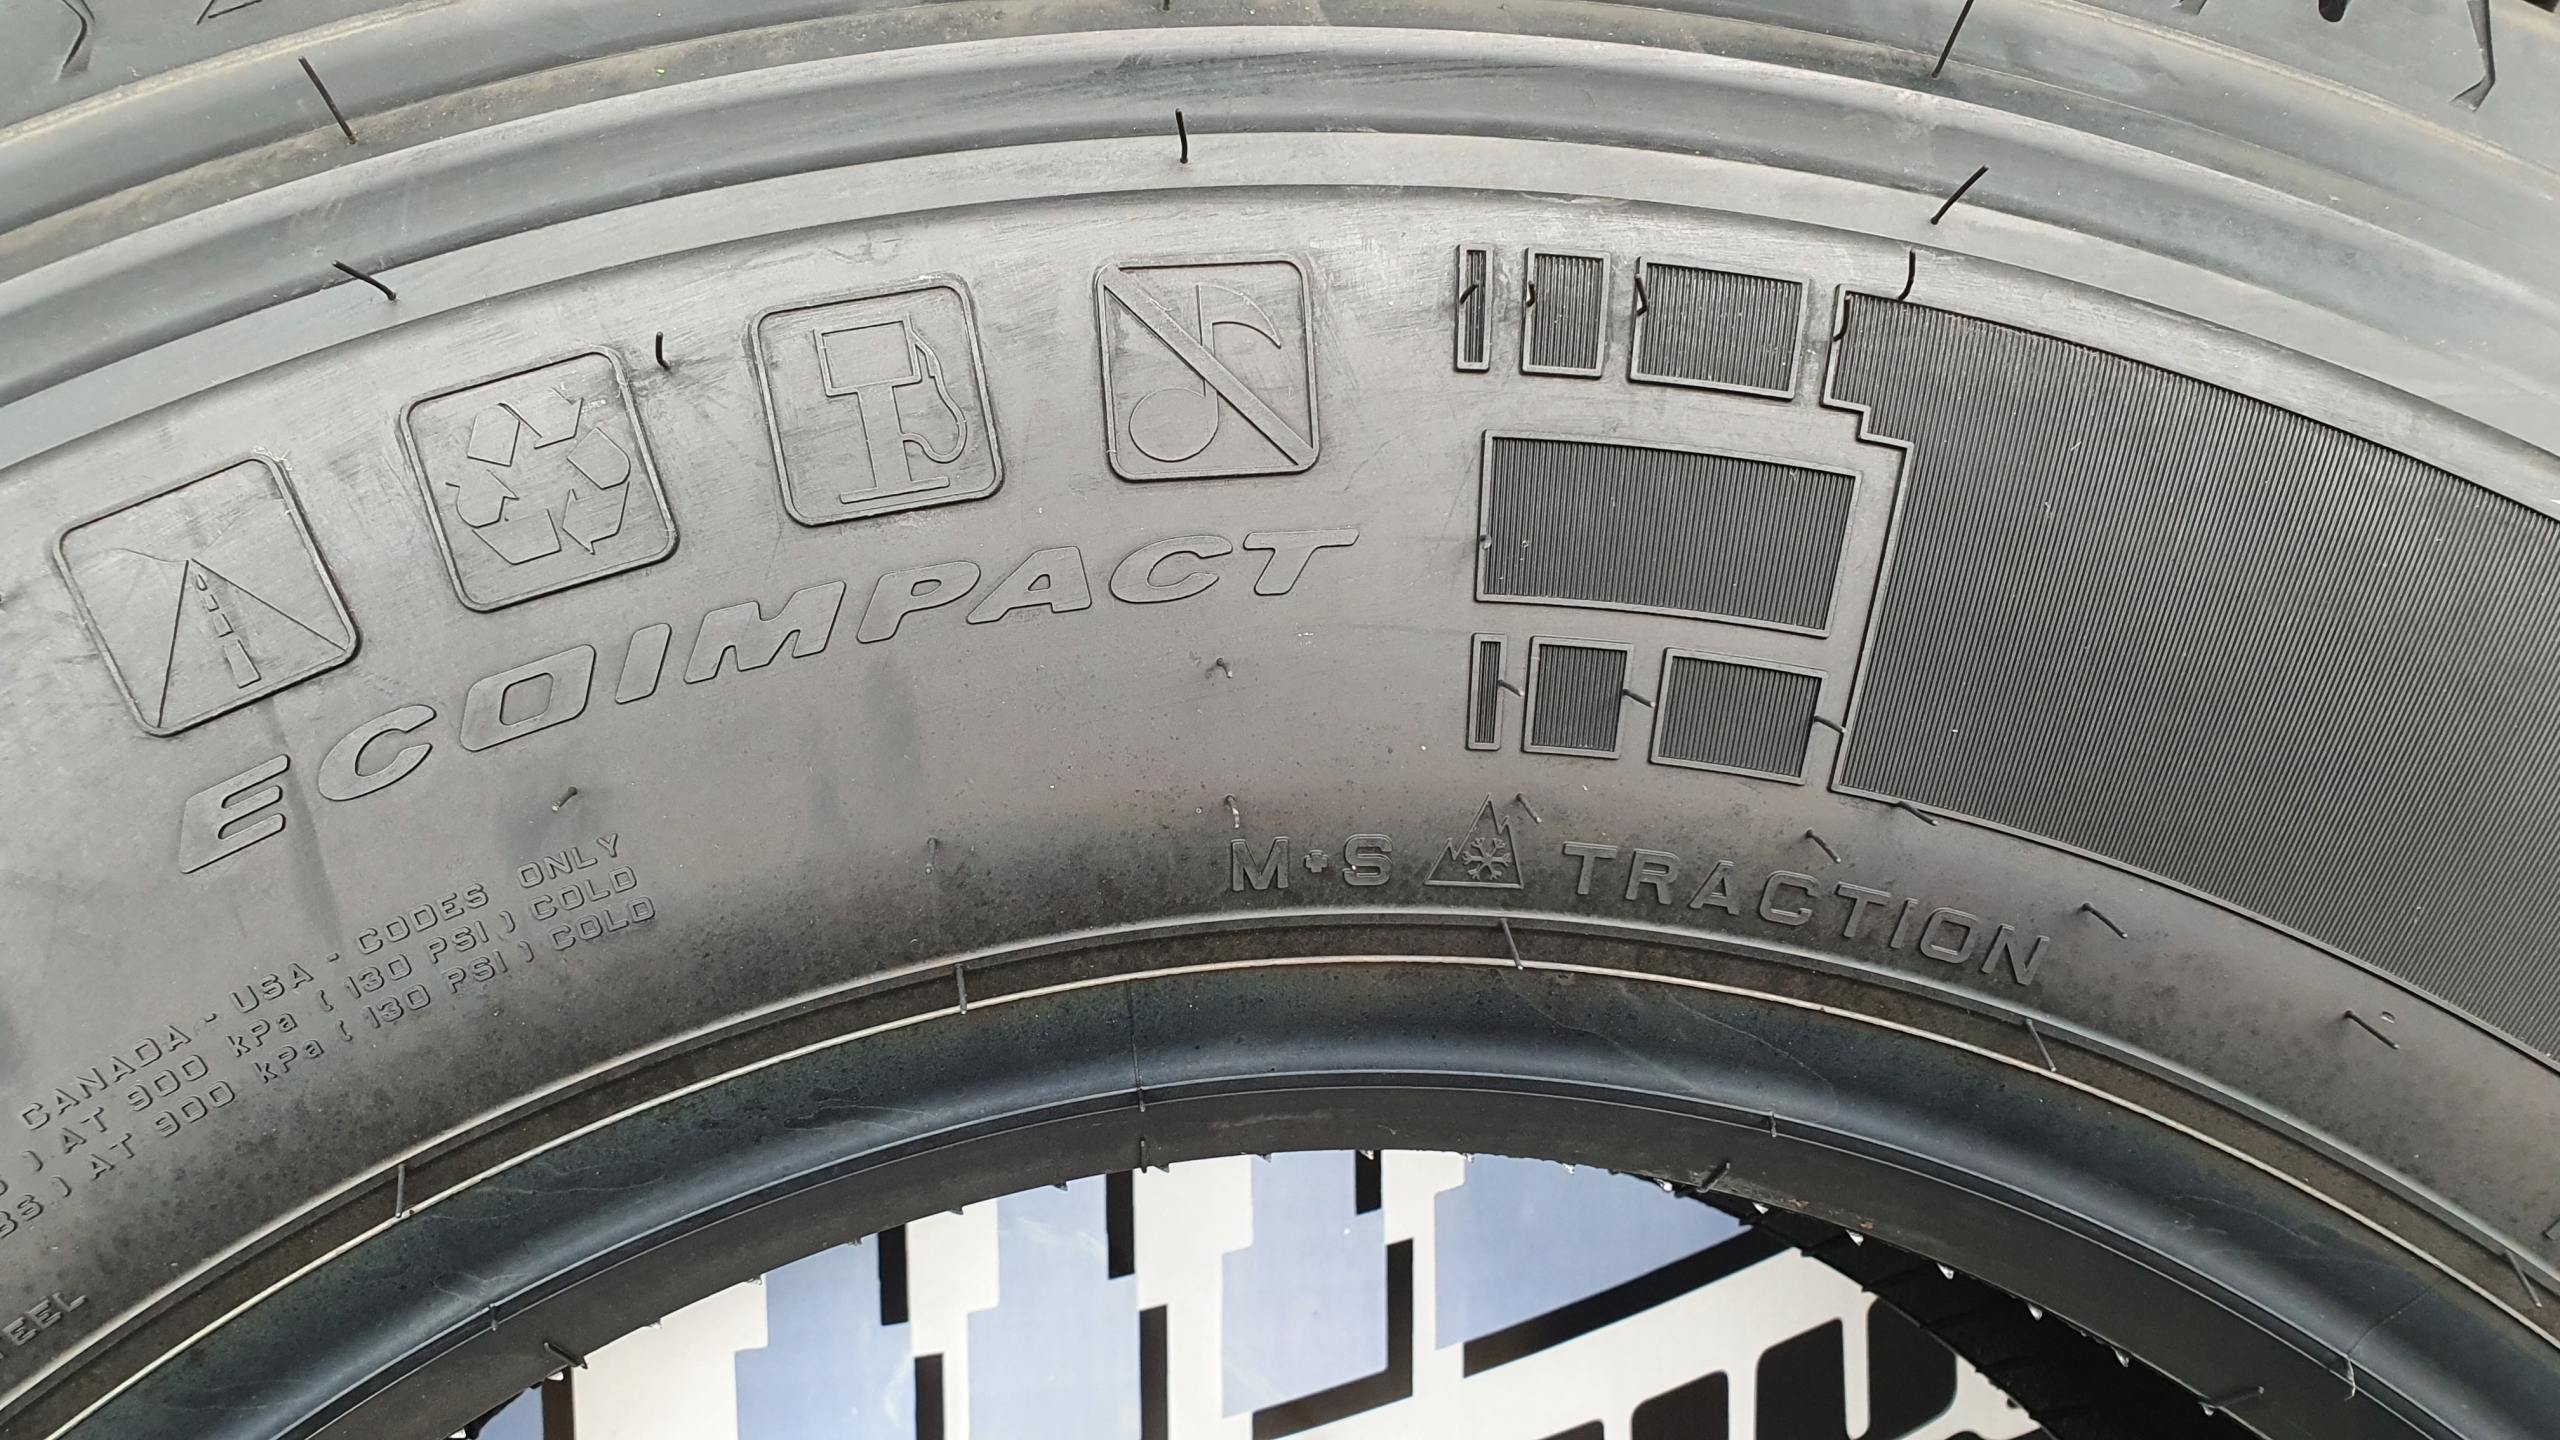 ECOIMPACT
M+S TRACTION
CANADA - USA - CODES ONLY
) AT 900 kPa ( 130 PSI ) COLD
) AT 900 kPa ( 130 PSI ) COLD